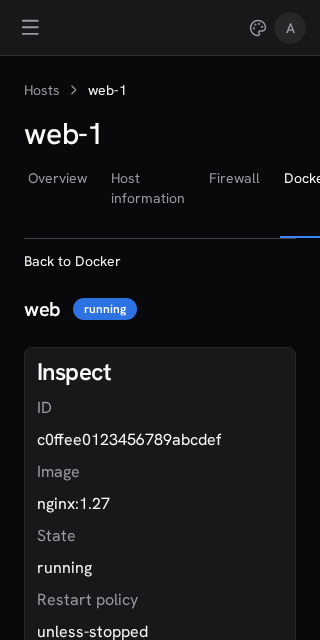 A
Hosts > web-1
web-1
Overview Host information Firewall Docke
Back to Docker
web running
Inspect
ID
c0ffee0123456789abcdef
Image
nginx:1.27
State
running
Restart policy
unless-stopped